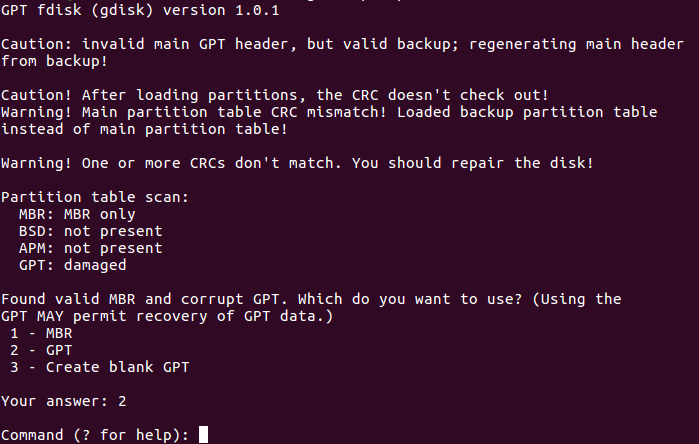 GPT fdisk (gdisk) version 1.0.1
Caution: invalid main GPT header, but valid backup; regenerating main header
from backup!
Caution! After loading partitions, the CRC doesn't check out!
Warning! Main partition table CRC mismatch! Loaded backup partition table
instead of main partition table!
Warning! One or more CRCs don't match. You should repair the disk!
Partition table scan:
MBR: MBR only
BSD: not present
APM: not present
GPT: damaged
Found valid MBR and corrupt GPT. Which do you want to use? (Using the
GPT MAY permit recovery of GPT data.)
1 - MBR
2 - GPT
3 - Create blank GPT
Your answer: 2
Command (? for help):